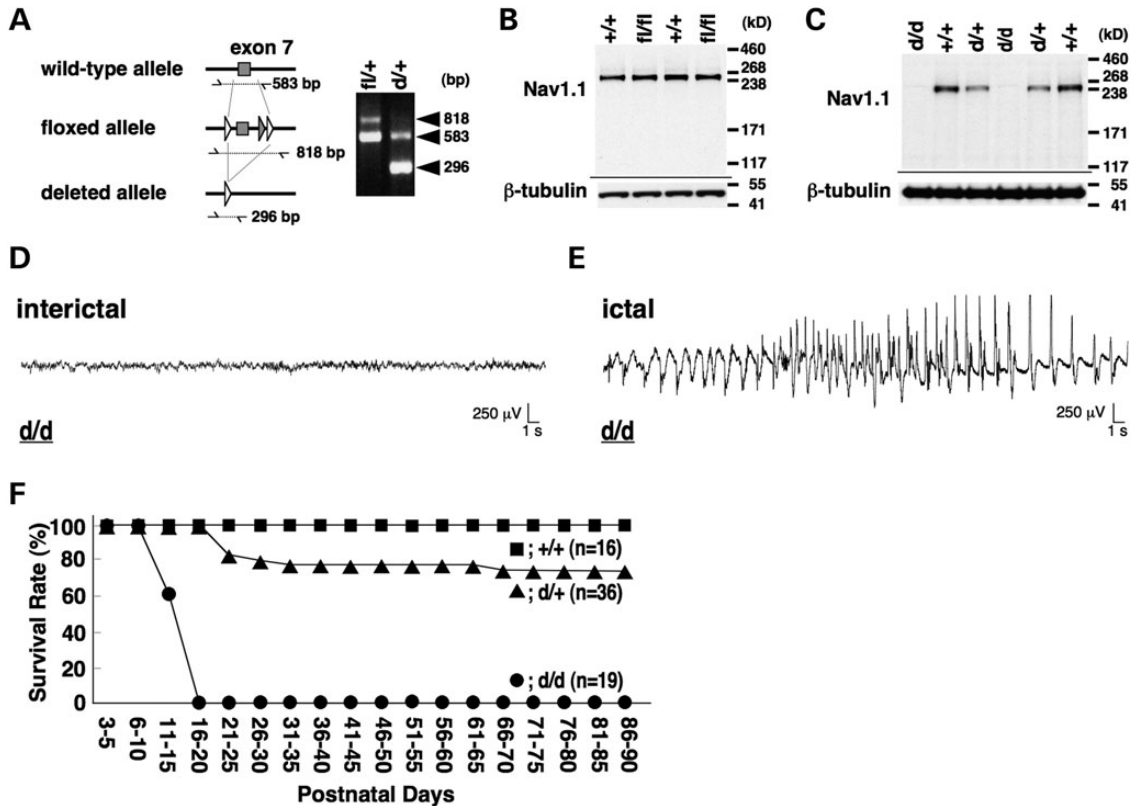 A
exon 7
wild-type allele
583 bp
floxed allele
818 bp
deleted allele
296 bp
fl/+ d/+ (bp)
818
583
296
B
+/+ fl/fl +/+ fl/fl (kD)
460
Nav1.1 268
238
171
117
β-tubulin 55
41
C
d/d +/+ d/+ d/d d/+ +/+ (kD)
460
Nav1.1 268
238
171
117
β-tubulin 55
41
D
interictal
250 μV
1 s
d/d
E
ictal
250 μV
1 s
d/d
F
Survival Rate (%)
100
80
60
40
20
0
; +/+ (n=16)
; d/+ (n=36)
; d/d (n=19)
3-5 6-10 11-15 16-20 21-25 26-30 31-35 36-40 41-45 46-50 51-55 56-60 61-65 66-70 71-75 76-80 81-85 86-90
Postnatal Days